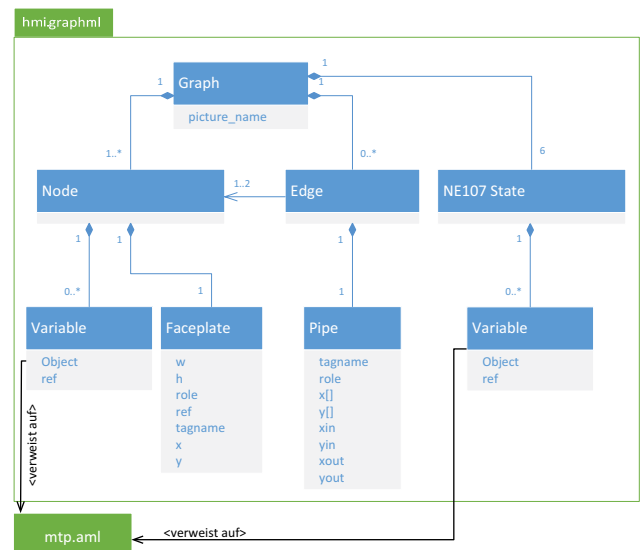 hmi.graphml
Graph
picture_name
1
1
1
1..*
0..*
6
Node
1..2
Edge
NE107 State
1
1
1
1
0..*
1
1
0..*
Variable
Object
ref
Faceplate
w
h
role
ref
tagname
x
y
Pipe
tagname
role
x[]
y[]
xin
yin
xout
yout
Variable
Object
ref
<verweist auf>
mtp.aml
<verweist auf>